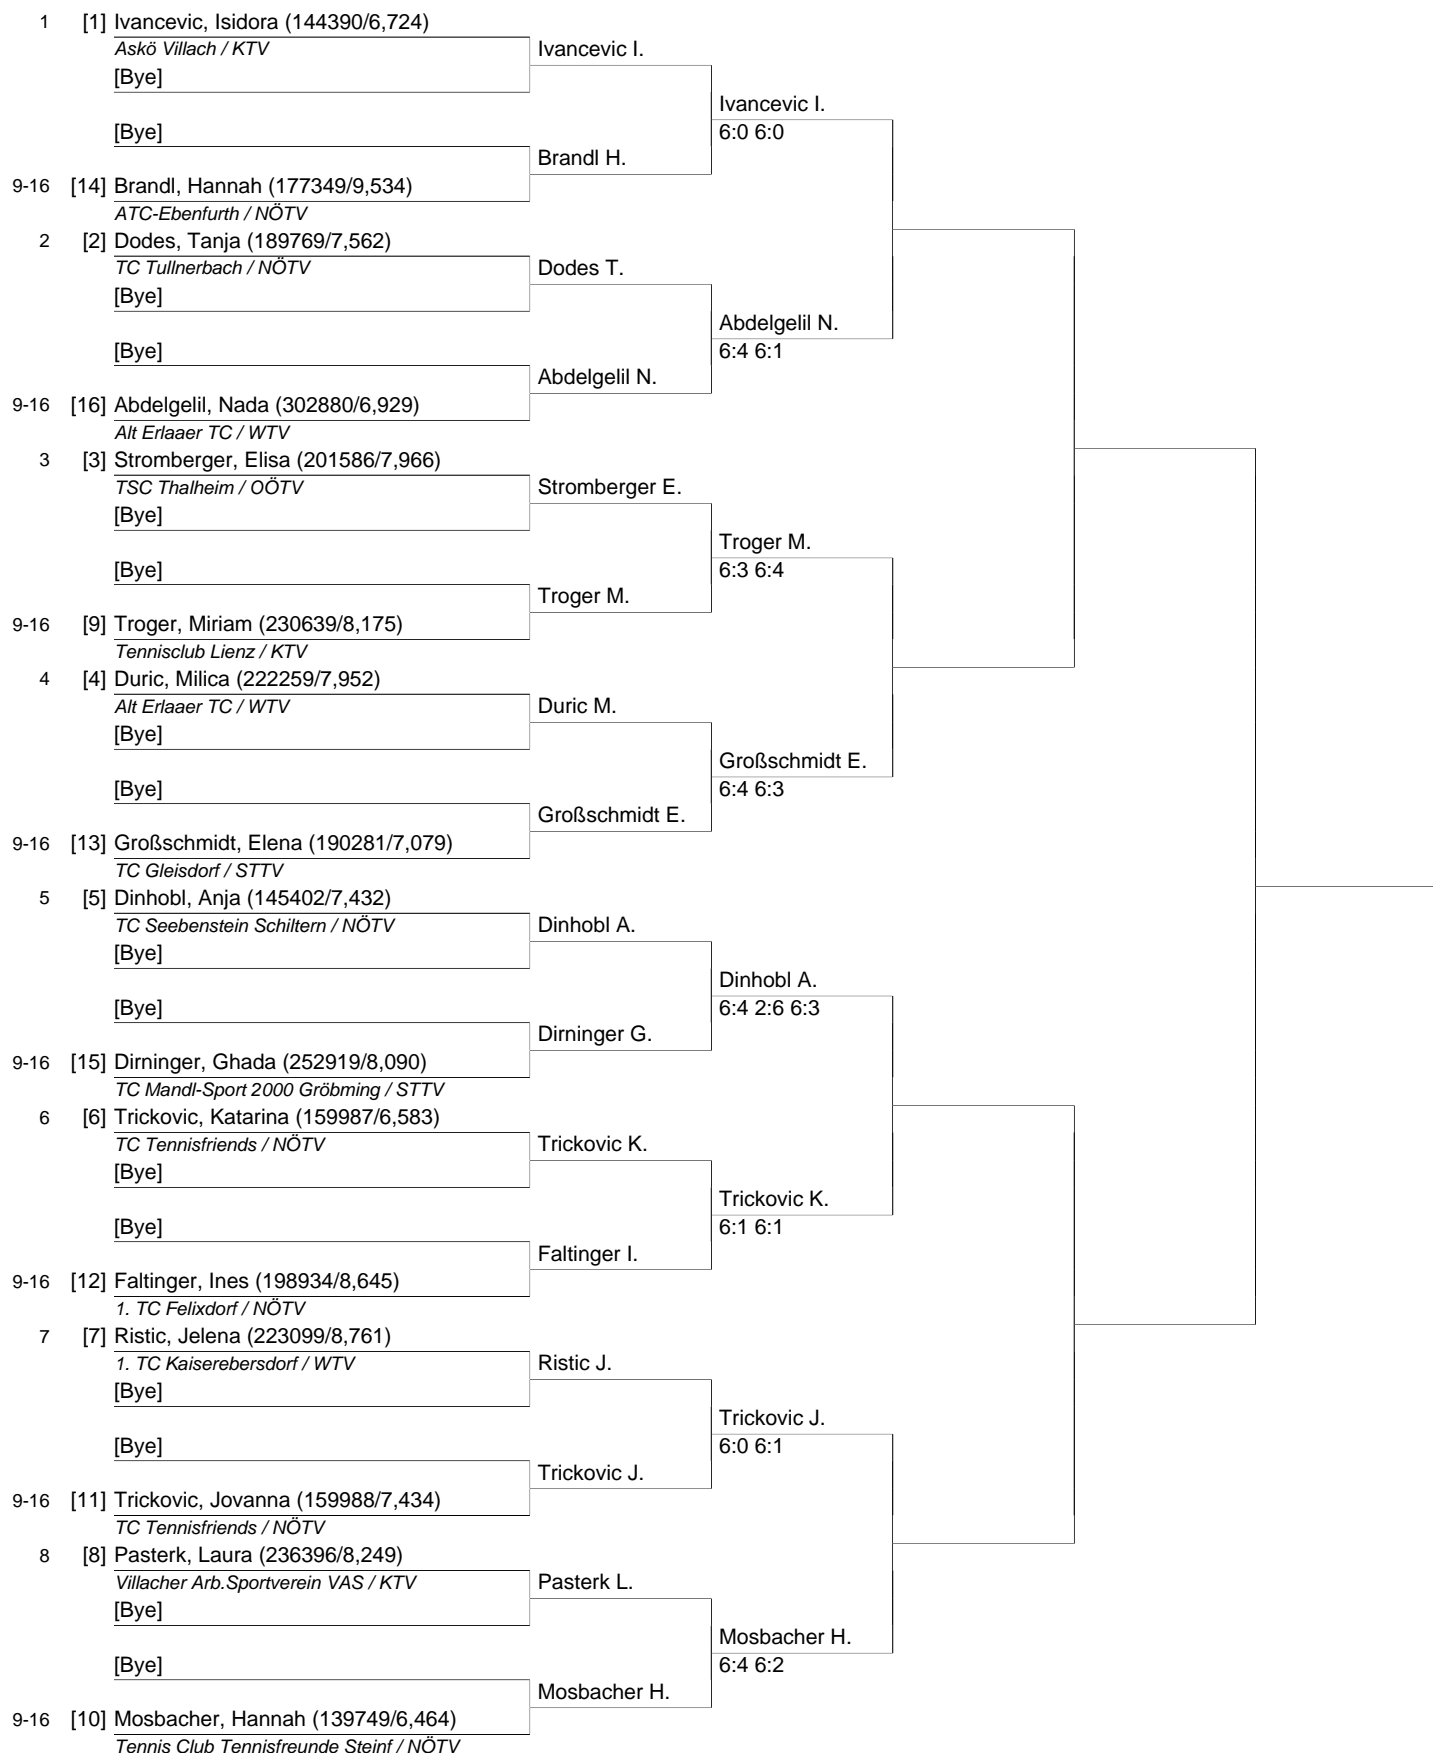 1 [1] Ivancevic, Isidora (144390/6,724)
Askö Villach / KTV
Ivancevic I.
[Bye]
Ivancevic I.
[Bye]
6:0 6:0
Brandl H.
9-16 [14] Brandl, Hannah (177349/9,534)
ATC-Ebenfurth / NÖTV
2 [2] Dodes, Tanja (189769/7,562)
TC Tullnerbach / NÖTV
Dodes T.
[Bye]
Abdelgelil N.
[Bye]
6:4 6:1
Abdelgelil N.
9-16 [16] Abdelgelil, Nada (302880/6,929)
Alt Erlaaer TC / WTV
3 [3] Stromberger, Elisa (201586/7,966)
TSC Thalheim / OÖTV
Stromberger E.
[Bye]
Troger M.
[Bye]
6:3 6:4
Troger M.
9-16 [9] Troger, Miriam (230639/8,175)
Tennisclub Lienz / KTV
4 [4] Duric, Milica (222259/7,952)
Alt Erlaaer TC / WTV
Duric M.
[Bye]
Großschmidt E.
[Bye]
6:4 6:3
Großschmidt E.
9-16 [13] Großschmidt, Elena (190281/7,079)
TC Gleisdorf / STTV
5 [5] Dinhobl, Anja (145402/7,432)
TC Seebenstein Schiltern / NÖTV
Dinhobl A.
[Bye]
Dinhobl A.
[Bye]
6:4 2:6 6:3
Dirninger G.
9-16 [15] Dirninger, Ghada (252919/8,090)
TC Mandl-Sport 2000 Gröbming / STTV
6 [6] Trickovic, Katarina (159987/6,583)
TC Tennisfriends / NÖTV
Trickovic K.
[Bye]
Trickovic K.
[Bye]
6:1 6:1
Faltinger I.
9-16 [12] Faltinger, Ines (198934/8,645)
1. TC Felixdorf / NÖTV
7 [7] Ristic, Jelena (223099/8,761)
1. TC Kaiserebersdorf / WTV
Ristic J.
[Bye]
Trickovic J.
[Bye]
6:0 6:1
Trickovic J.
9-16 [11] Trickovic, Jovanna (159988/7,434)
TC Tennisfriends / NÖTV
8 [8] Pasterk, Laura (236396/8,249)
Villacher Arb.Sportverein VAS / KTV
Pasterk L.
[Bye]
Mosbacher H.
[Bye]
6:4 6:2
Mosbacher H.
9-16 [10] Mosbacher, Hannah (139749/6,464)
Tennis Club Tennisfreunde Steinf / NÖTV